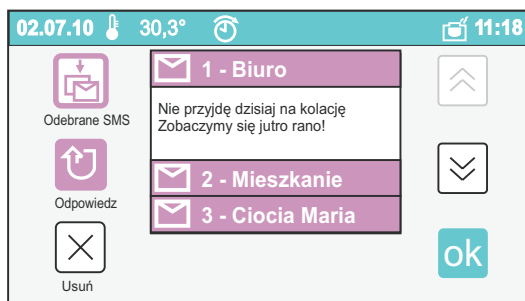 02.07.10 30,3° 11:18
Odebrane SMS
Odpowiedz
Usuń
1 - Biuro
Nie przyjdę dzisiaj na kolację
Zobaczymy się jutro rano!
2 - Mieszkanie
3 - Ciocia Maria
ok